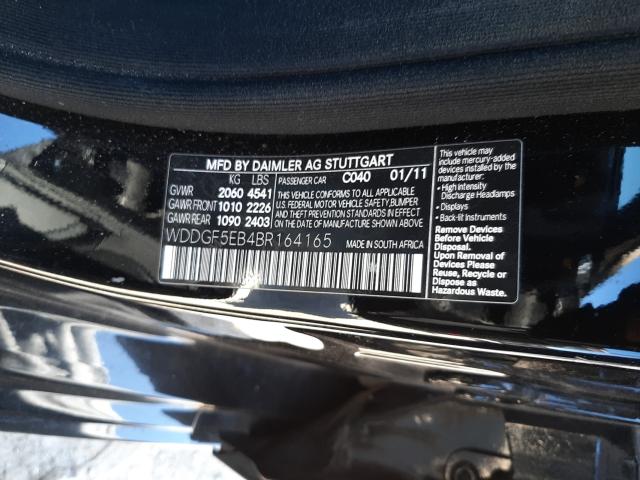 MFD BY DAIMLER AG STUTTGART
KG LBS
GVWR 2060 4541
GAWR FRONT 1010 2226
GAWR REAR 1090 2403
PASSENGER CAR C040 01/11
THIS VEHICLE CONFORMS TO ALL APPLICABLE
U.S. FEDERAL MOTOR VEHICLE SAFETY, BUMPER
AND THEFT PREVENTION STANDARDS IN EFFECT
ON THE DATE OF MANUFACTURE SHOWN ABOVE.
WDDGF5EB4BR164165 MADE IN SOUTH AFRICA
This vehicle may
include mercury-added
devices installed by the
manufacturer:
• High Intensity
Discharge Headlamps
• Displays
• Back-lit Instruments
Remove Devices
Before Vehicle
Disposal.
Upon Removal of
Devices Please
Reuse, Recycle or
Dispose as
Hazardous Waste.